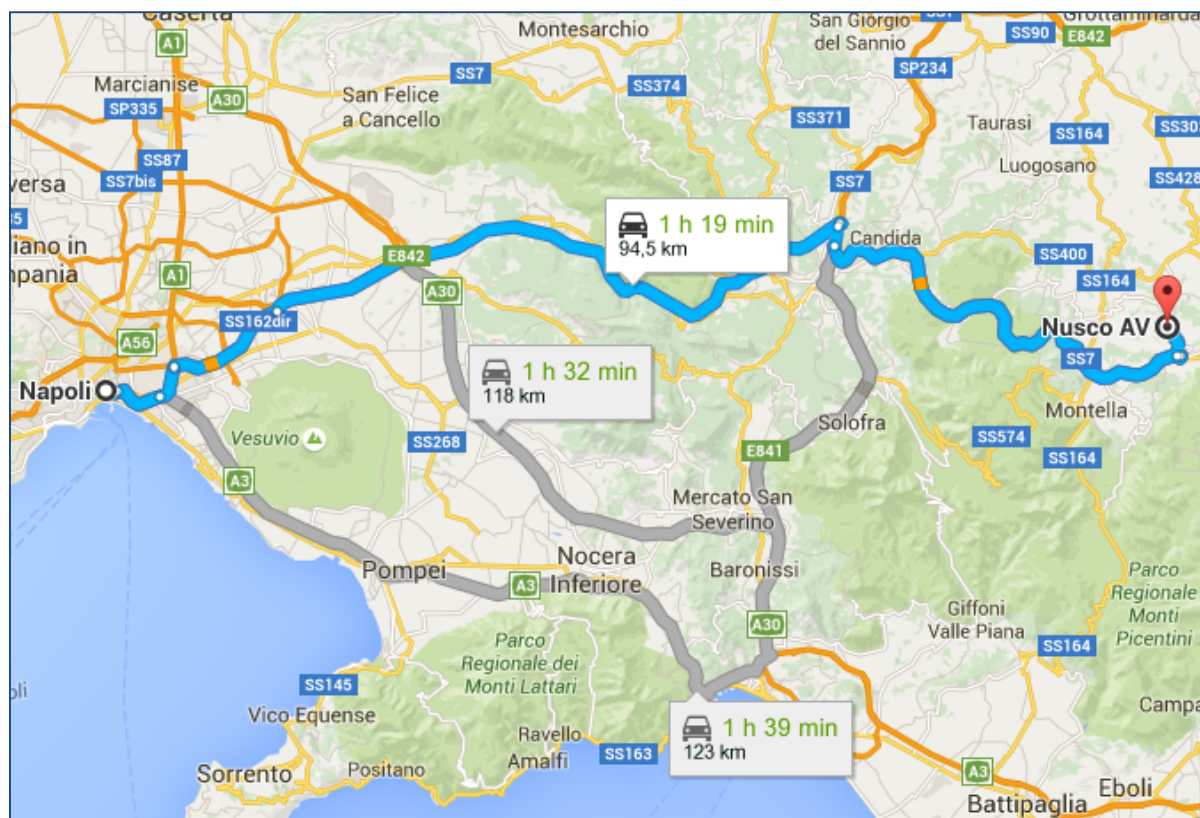 Caserta
A1
Montesarchio
San Giorgio
del Sannio
Grottaminarda
SS90
E842
Marcianise
SS7
SP234
A30
SS374
SP335
San Felice
a Cancello
SS371
Taurasi
SS164
SS303
SS87
SS7bis
Luogosano
SS7
SS428
versa
1 h 19 min
94,5 km
Candida
E842
SS400
A1
SS164
A30
SS162dir
Nusco AV
A56
SS7
1 h 32 min
118 km
Napoli
Montella
Solofra
Vesuvio
SS268
SS574
E841
SS164
A3
Mercato San
Severino
Pompei
Nocera
Inferiore
Baronissi
A3
Parco
Regionale
Monti
Picentini
Giffoni
Valle Piana
A30
Parco
Regionale dei
Monti Lattari
SS164
SS145
Vico Equense
1 h 39 min
123 km
Ravello
Amalfi
SS163
Sorrento
Positano
A3
Eboli
Battipaglia